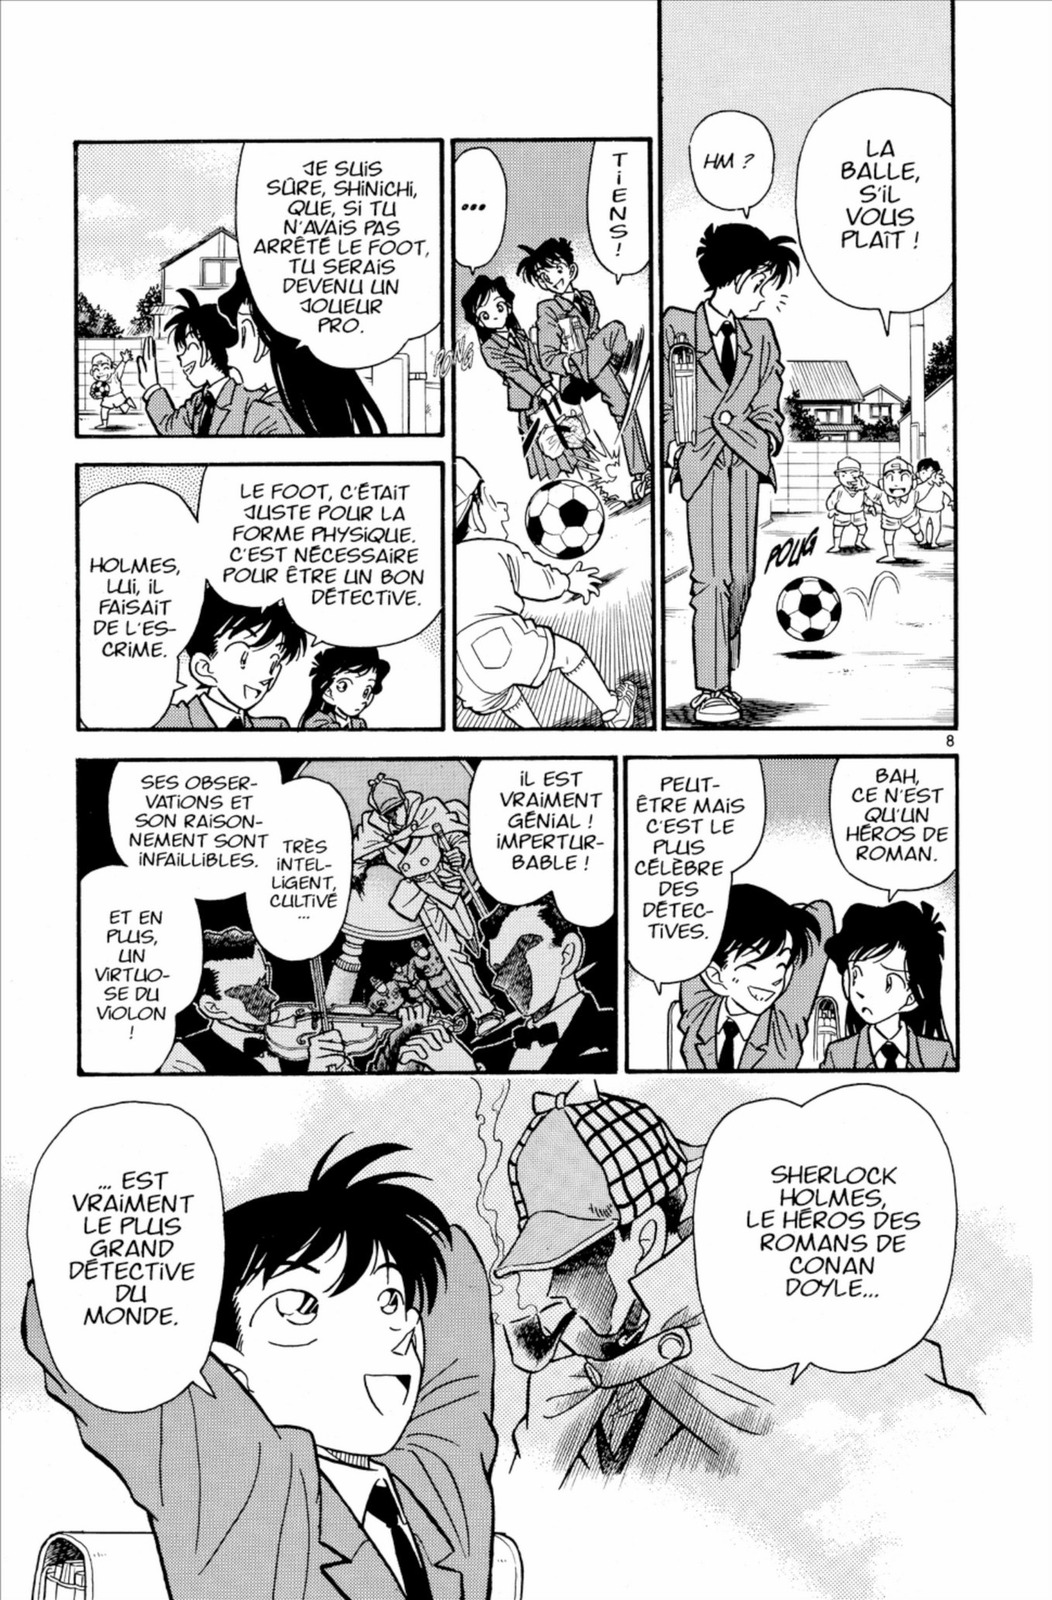 LA
BALLE,
S'IL
VOUS
PLAÎT !
HM ?
POUNG
TIENS !
...
PONG
JE SUIS
SÛRE, SHINICHI,
QUE, SI TU
N'AVAIS PAS
ARRÊTÉ LE FOOT,
TU SERAIS
DEVENU UN
JOUEUR
PRO.
LE FOOT, C'ÉTAIT
JUSTE POUR LA
FORME PHYSIQUE.
C'EST NÉCESSAIRE
POUR ÊTRE UN BON
DÉTECTIVE.
HOLMES,
LUI, IL
FAISAIT
DE L'ES-
CRIME.
8
BAH,
CE N'EST
QU'UN
HÉROS DE
ROMAN.
PEUT-
ÊTRE MAIS
C'EST LE
PLUS
CÉLÈBRE
DES
DÉTEC-
TIVES.
IL EST
VRAIMENT
GÉNIAL !
IMPERTUR-
BABLE !
TRÈS
INTEL-
LIGENT,
CULTIVÉ
...
SES OBSER-
VATIONS ET
SON RAISON-
NEMENT SONT
INFAILLIBLES.
ET EN
PLUS,
UN
VIRTUO-
SE DU
VIOLON
!
SHERLOCK
HOLMES,
LE HÉROS DES
ROMANS DE
CONAN
DOYLE...
... EST
VRAIMENT
LE PLUS
GRAND
DÉTECTIVE
DU
MONDE.